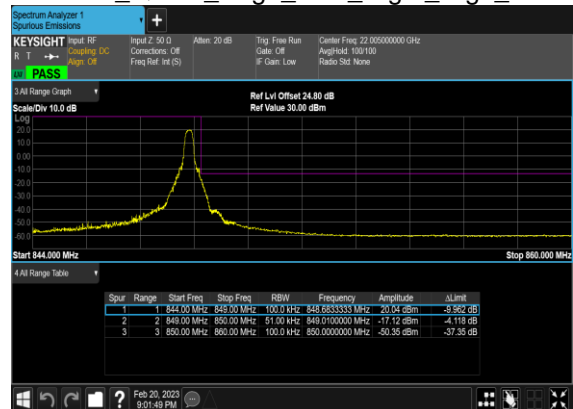 Spectrum Analyzer 1
Spurious Emissions
+
KEYSIGHT Input: RF
R T Coupling: DC
Align: Off
Input Z: 50 Ω
Corrections: Off
Freq Ref: Int (S)
Atten: 20 dB
Trig: Free Run
Gate: Off
IF Gain: Low
Center Freq: 22.005000000 GHz
Avg|Hold: 100/100
Radio Std: None
PASS
3 All Range Graph
Scale/Div 10.0 dB
Ref Lvl Offset 24.80 dB
Ref Value 30.00 dBm
Log
20.0
10.0
0.00
-10.0
-20.0
-30.0
-40.0
-50.0
-60.0
Start 844.000 MHz Stop 860.000 MHz
4 All Range Table
Spur Range Start Freq Stop Freq RBW Frequency Amplitude ΔLimit
1 1 844.00 MHz 849.00 MHz 100.0 kHz 848.6833333 MHz 20.04 dBm -9.962 dB
2 2 849.00 MHz 850.00 MHz 51.00 kHz 849.0100000 MHz -17.12 dBm -4.118 dB
3 3 850.00 MHz 860.00 MHz 100.0 kHz 850.0000000 MHz -50.35 dBm -37.35 dB
? Feb 20, 2023
9:01:49 PM